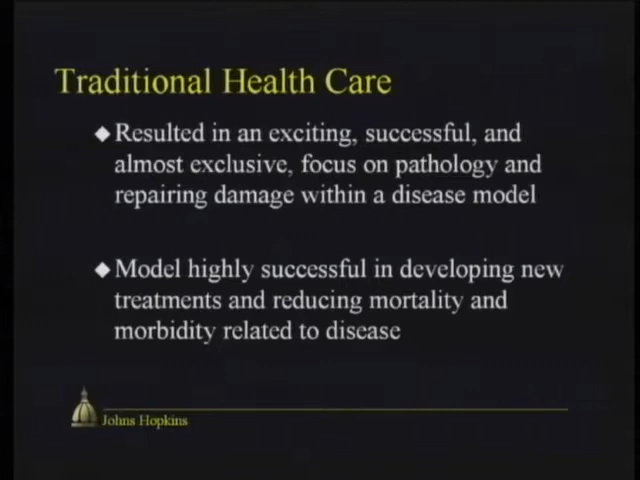 Traditional Health Care
Resulted in an exciting, successful, and
almost exclusive, focus on pathology and
repairing damage within a disease model
Model highly successful in developing new
treatments and reducing mortality and
morbidity related to disease
Johns Hopkins